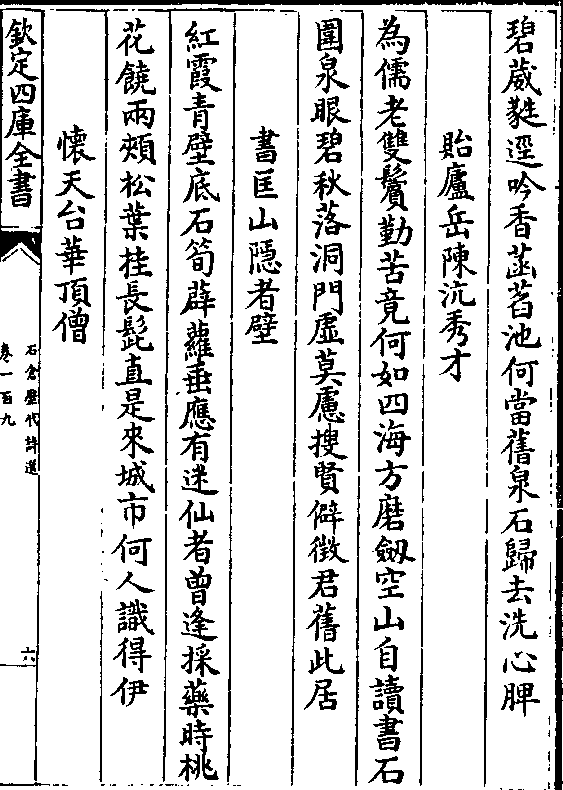 碧葳蕤逕吟香菡萏池何當舊泉石歸去洗心脾
貽廬岳陳沆秀才
為儒老雙鬢勤苦竟何如四海方磨劔空山自讀書石
圍泉眼碧秋落洞門虛莫慮搜賢僻徵君舊此居
書匡山隱者壁
紅霞青壁底石筍薜蘿垂應有迷仙者曾逢採藥時桃
花饒兩頰松葉挂長髭直是來城市何人識得伊
懷天台華頂僧
欽定四庫全書
石倉歷代詩選
卷一百九
六